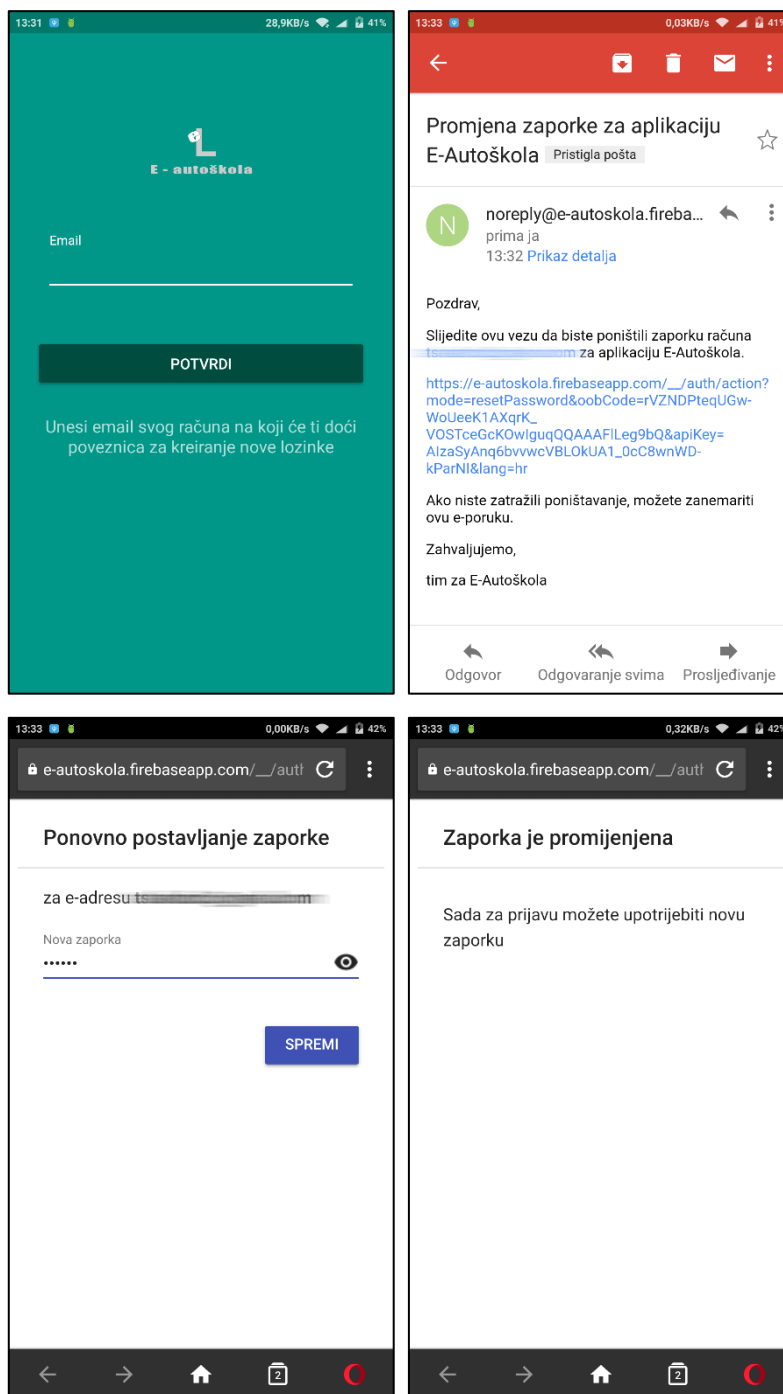 13:31 28,9KB/s 41%
L
E - autoškola
Email
POTVRDI
Unesi email svog računa na koji će ti doći
poveznica za kreiranje nove lozinke
13:33 0,03KB/s 41%
Promjena zaporke za aplikaciju
E-Autoškola Pristigla pošta
N
noreply@e-autoskola.fireba...
prima ja
13:32 Prikaz detalja
Pozdrav,
Slijedite ovu vezu da biste poništili zaporku računa
za aplikaciju E-Autoškola.
https://e-autoskola.firebaseapp.com/__/auth/action?
mode=resetPassword&oobCode=rVZNDPteqUGw-
WoUeeK1AXqrK_
VOSTceGcKOwIguqQQAAAFlLeg9bQ&apiKey=
AIzaSyAnq6bvvwcVBLOkUA1_0cC8wnWD-
kParNI&lang=hr
Ako niste zatražili poništavanje, možete zanemariti
ovu e-poruku.
Zahvaljujemo,
tim za E-Autoškola
Odgovor Odgovaranje svima Prosljeđivanje
13:33 0,00KB/s 42%
e-autoskola.firebaseapp.com/__/auth
Ponovno postavljanje zaporke
za e-adresu
Nova zaporka
••••••
SPREMI
2
13:33 0,32KB/s 42%
e-autoskola.firebaseapp.com/__/auth
Zaporka je promijenjena
Sada za prijavu možete upotrijebiti novu
zaporku
2